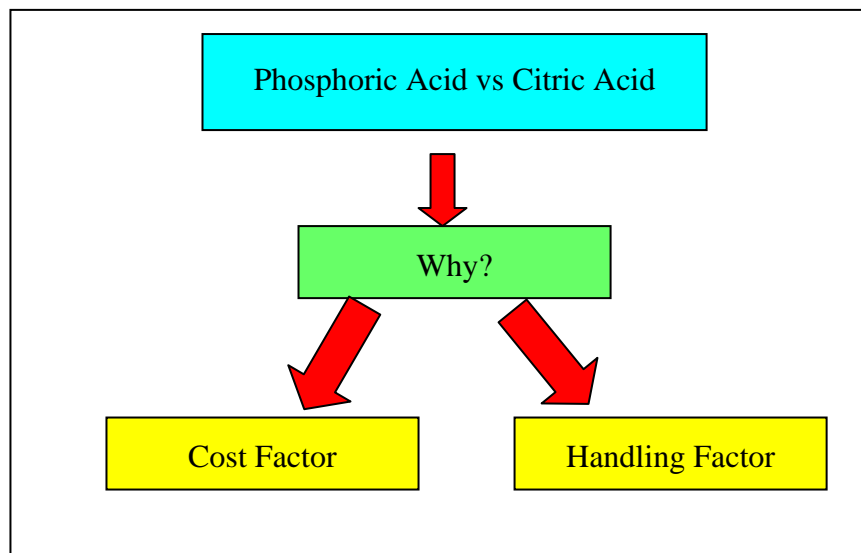 Phosphoric Acid vs Citric Acid
Why?
Cost Factor
Handling Factor